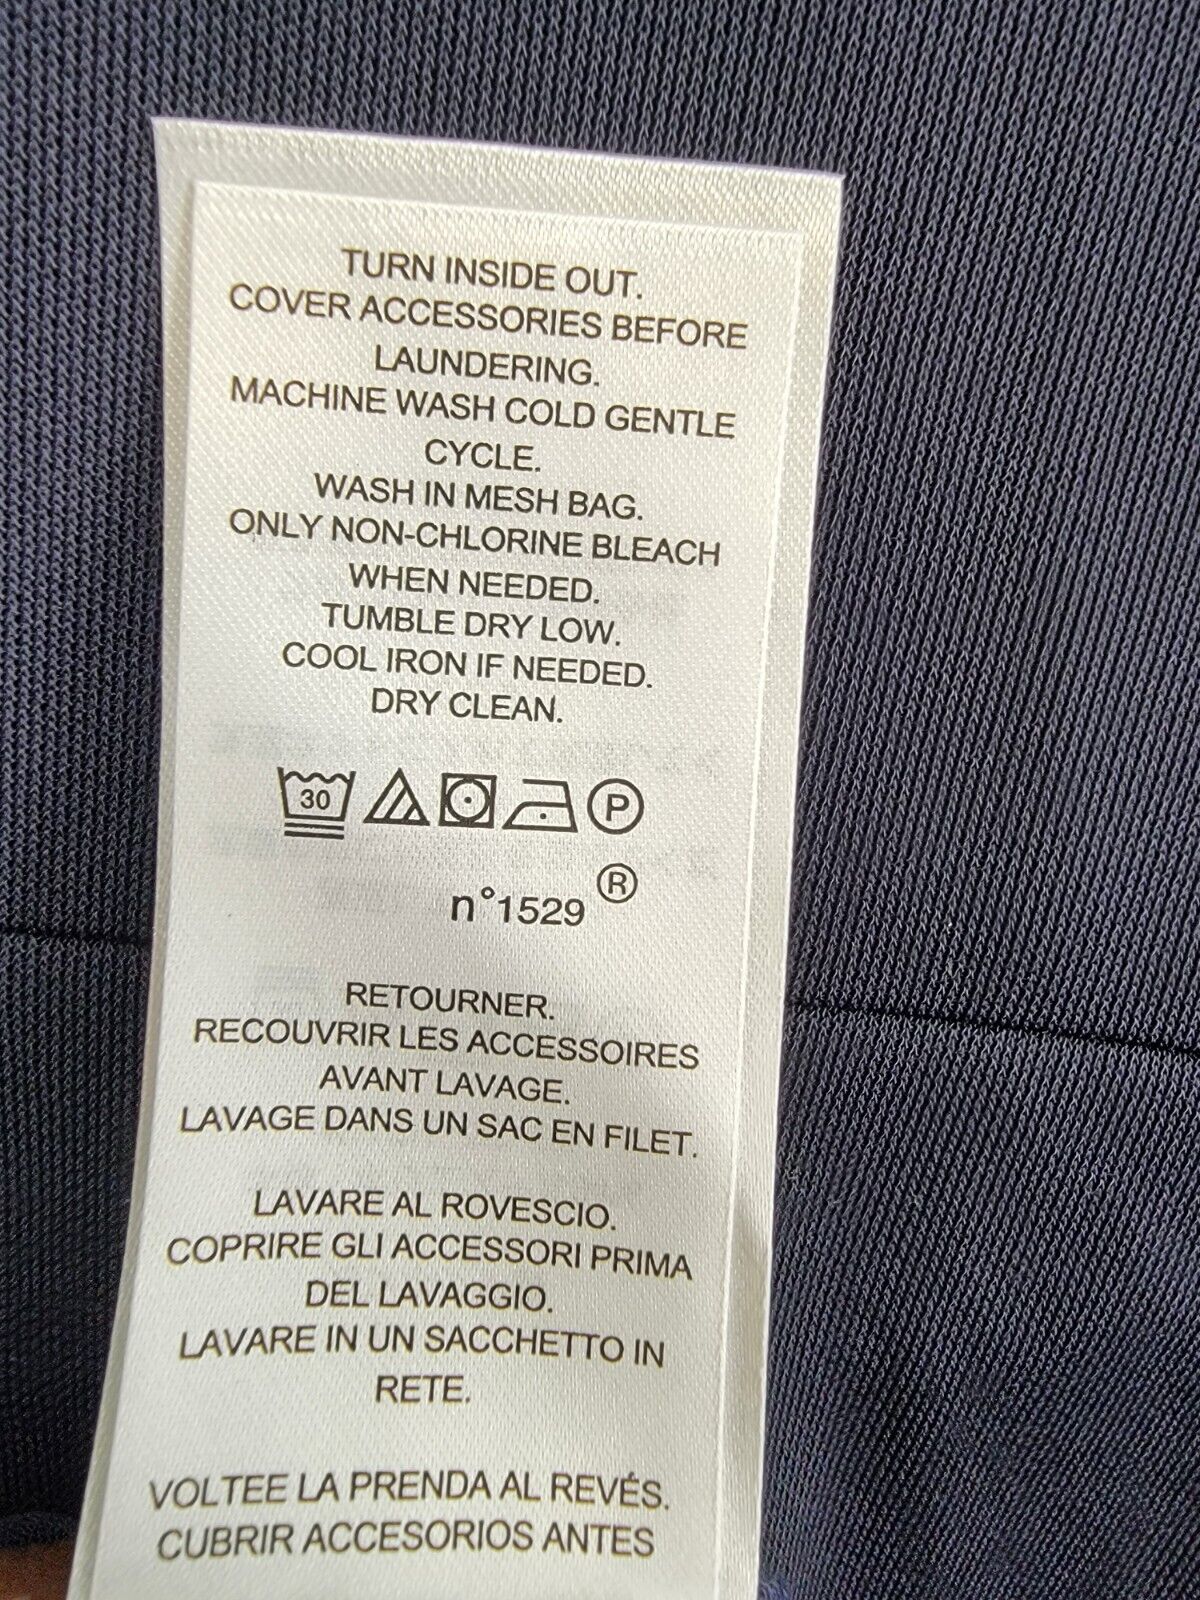 TURN INSIDE OUT.
COVER ACCESSORIES BEFORE
LAUNDERING.
MACHINE WASH COLD GENTLE
CYCLE.
WASH IN MESH BAG.
ONLY NON-CHLORINE BLEACH
WHEN NEEDED.
TUMBLE DRY LOW.
COOL IRON IF NEEDED.
DRY CLEAN.
30 P
n°1529 ®
RETOURNER.
RECOUVRIR LES ACCESSOIRES
AVANT LAVAGE.
LAVAGE DANS UN SAC EN FILET.
LAVARE AL ROVESCIO.
COPRIRE GLI ACCESSORI PRIMA
DEL LAVAGGIO.
LAVARE IN UN SACCHETTO IN
RETE.
VOLTEE LA PRENDA AL REVÉS.
CUBRIR ACCESORIOS ANTES